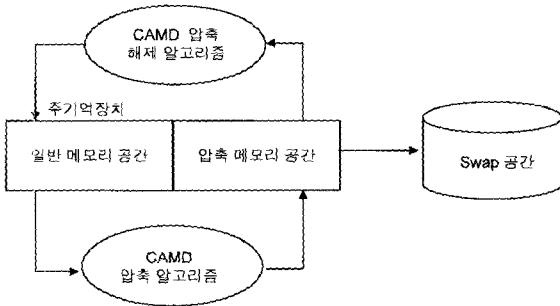 CAMD 압축
해제 알고리즘
주기억장치
일반 메모리 공간
압축 메모리 공간
Swap 공간
CAMD
압축 알고리즘